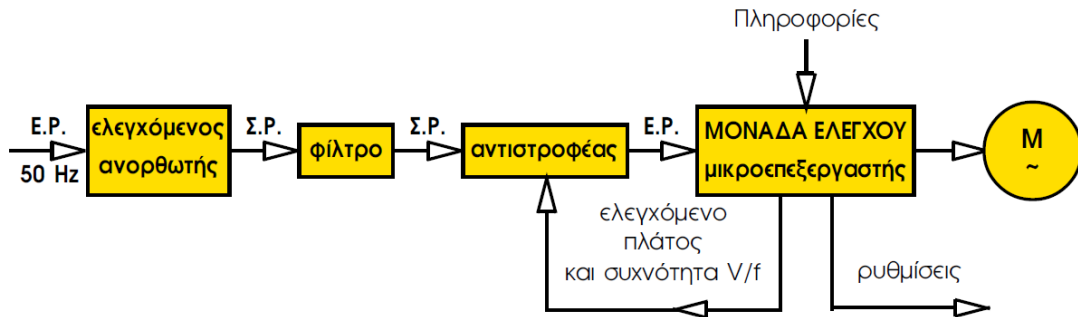 Πληροφορίες
Ε.Ρ.
50 Hz
ελεγχόμενος
ανορθωτής
Σ.Ρ.
φίλτρο
Σ.Ρ.
αντιστροφέας
Ε.Ρ.
ΜΟΝΑΔΑ ΕΛΕΓΧΟΥ
μικροεπεξεργαστής
Μ
~
ελεγχόμενο
πλάτος
και συχνότητα V/f
ρυθμίσεις